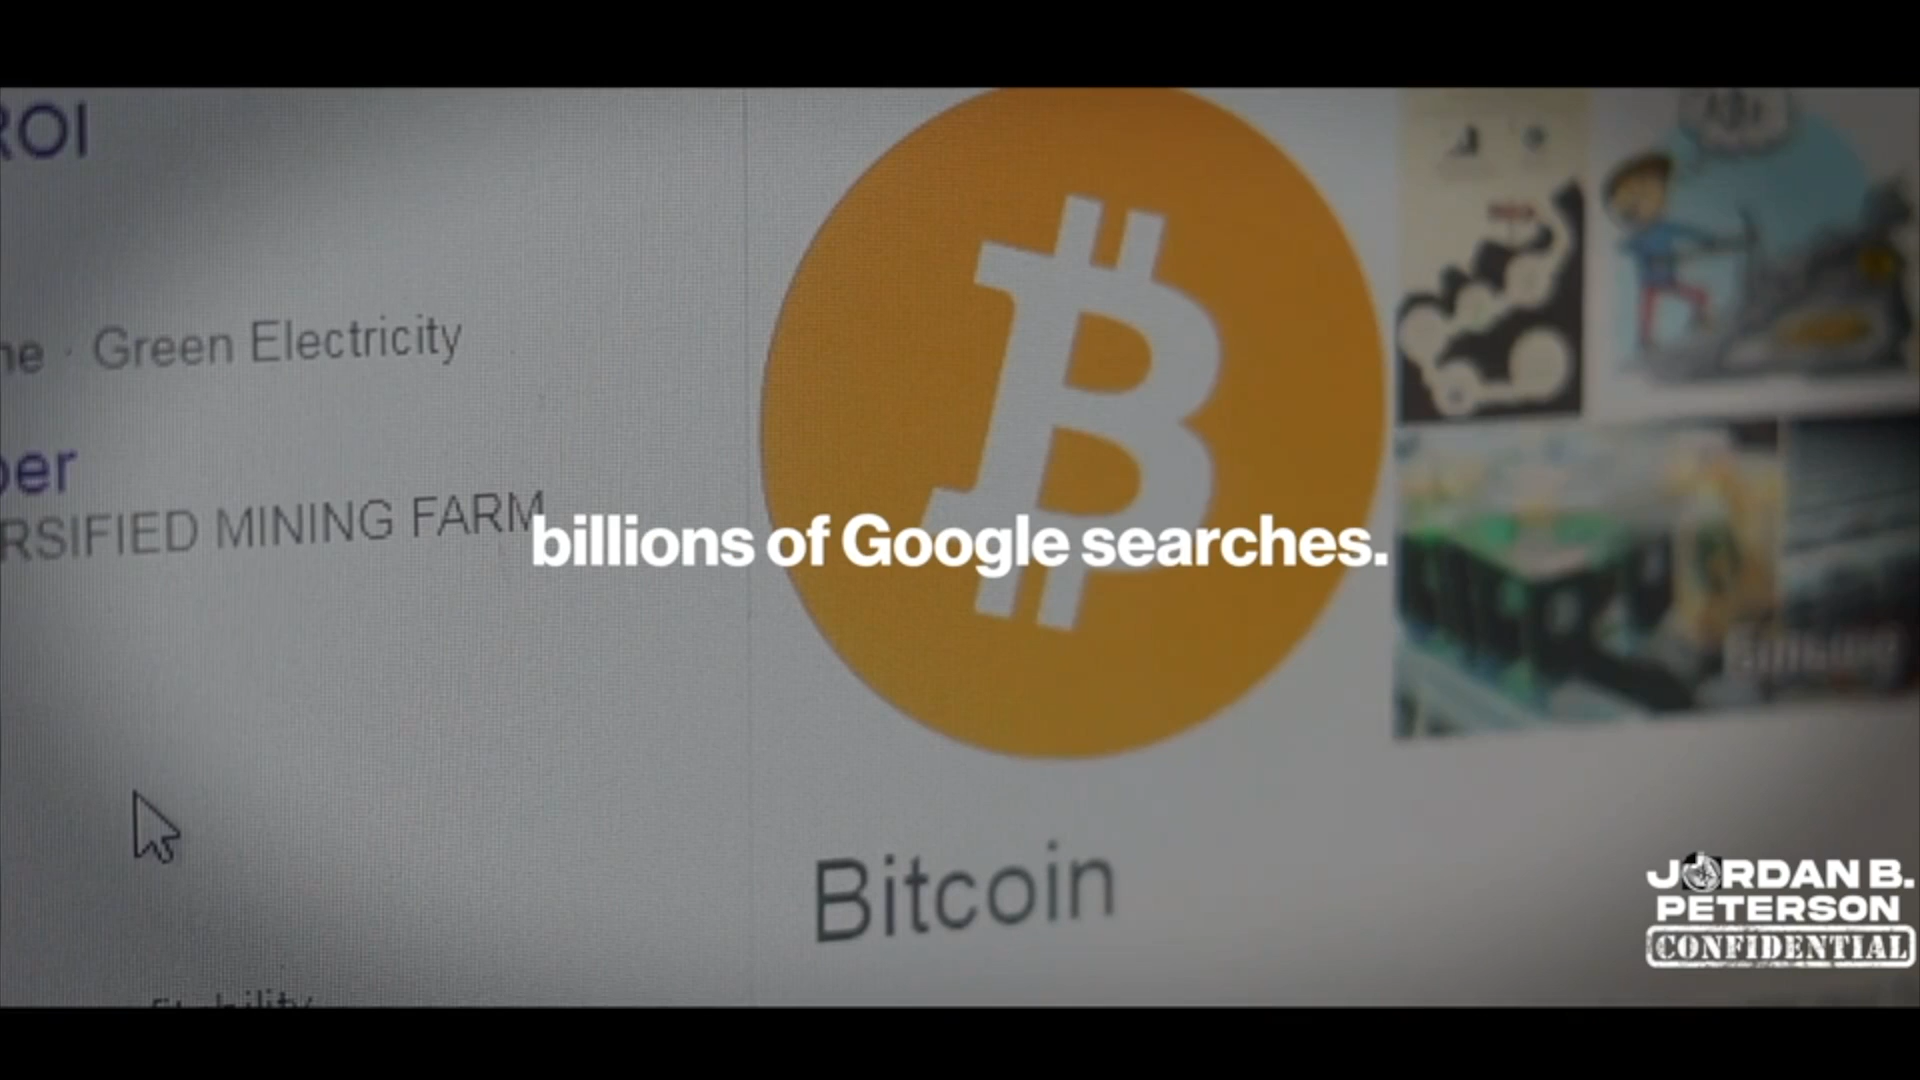 ROI
ne · Green Electricity
per
RSIFIED MINING FARM
billions of Google searches.
Bitcoin
JORDAN B.
PETERSON
CONFIDENTIAL